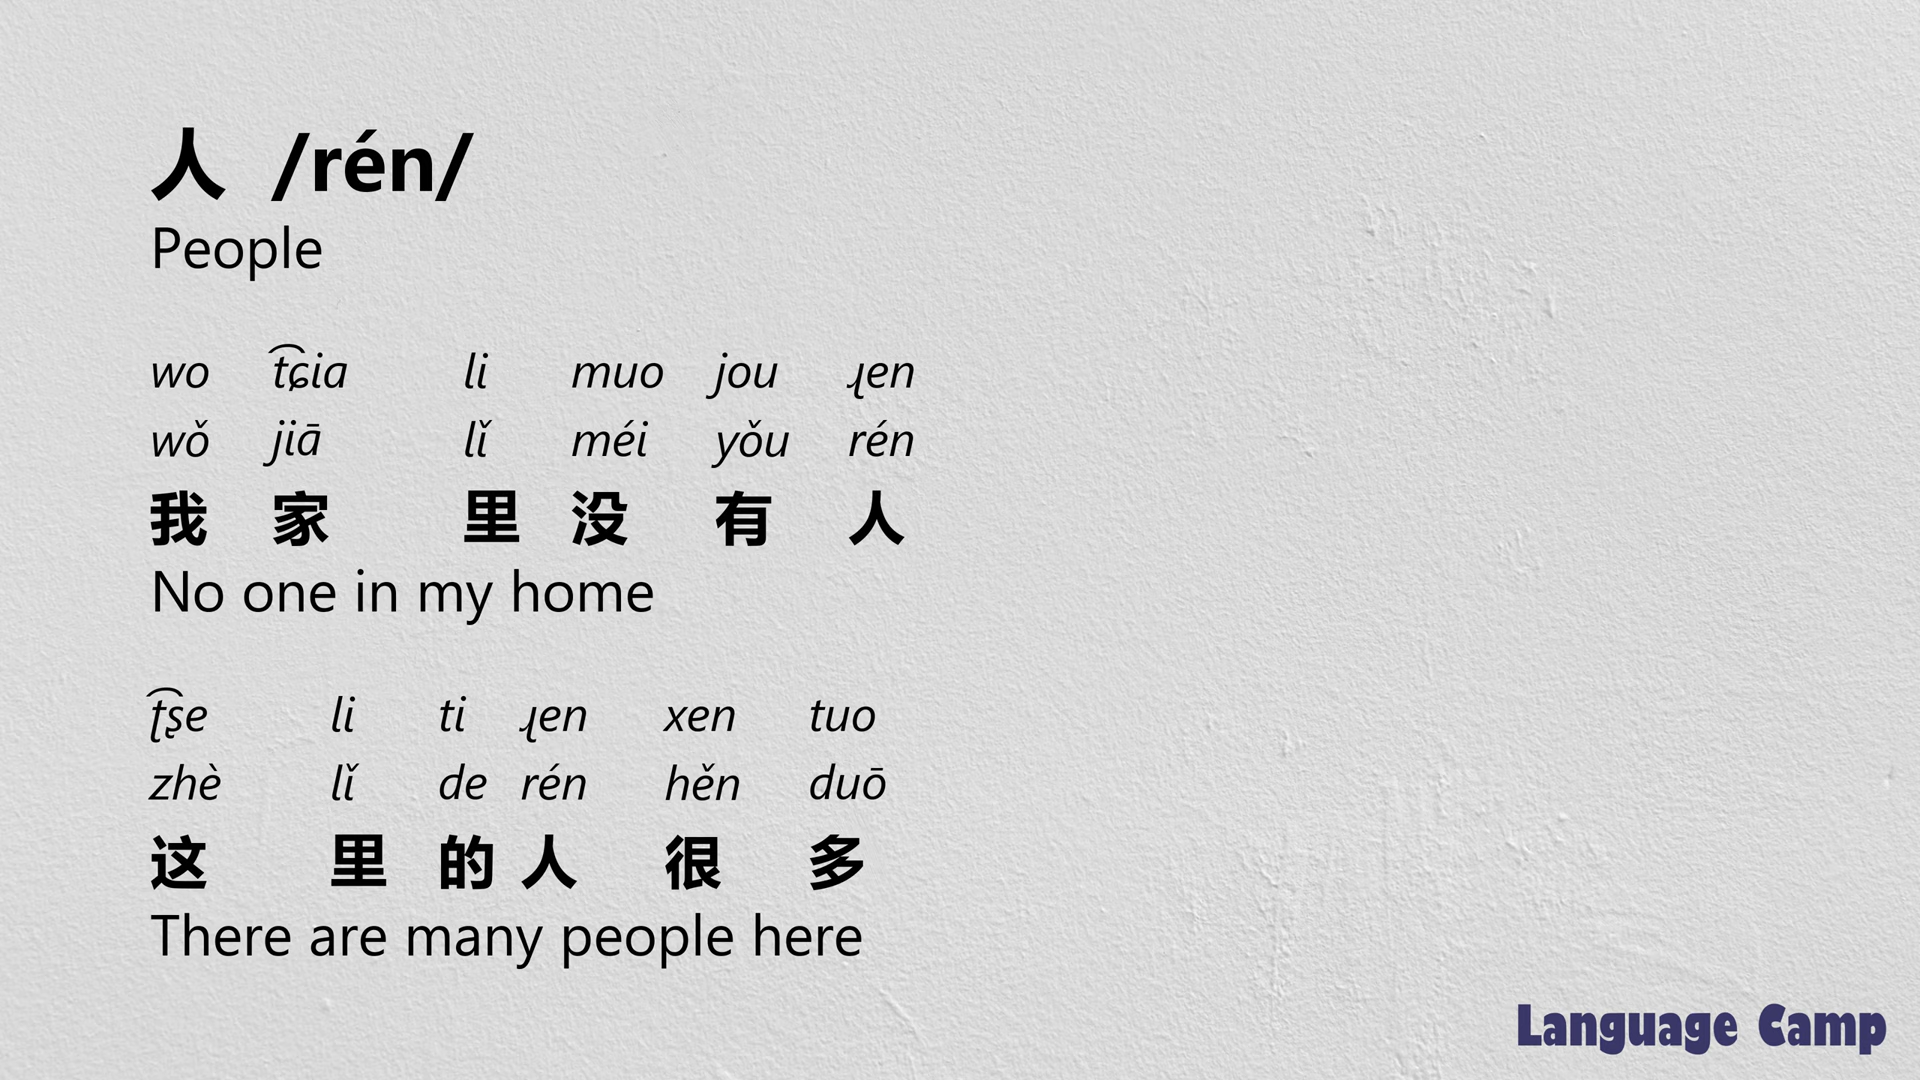 人 /rén/
People
wo t͡ɕia li muo jou ɻen
wǒ jiā lǐ méi yǒu rén
我 家 里 没 有 人
No one in my home
ʈ͡ʂe li ti ɻen xen tuo
zhè lǐ de rén hěn duō
这 里 的 人 很 多
There are many people here
Language Camp